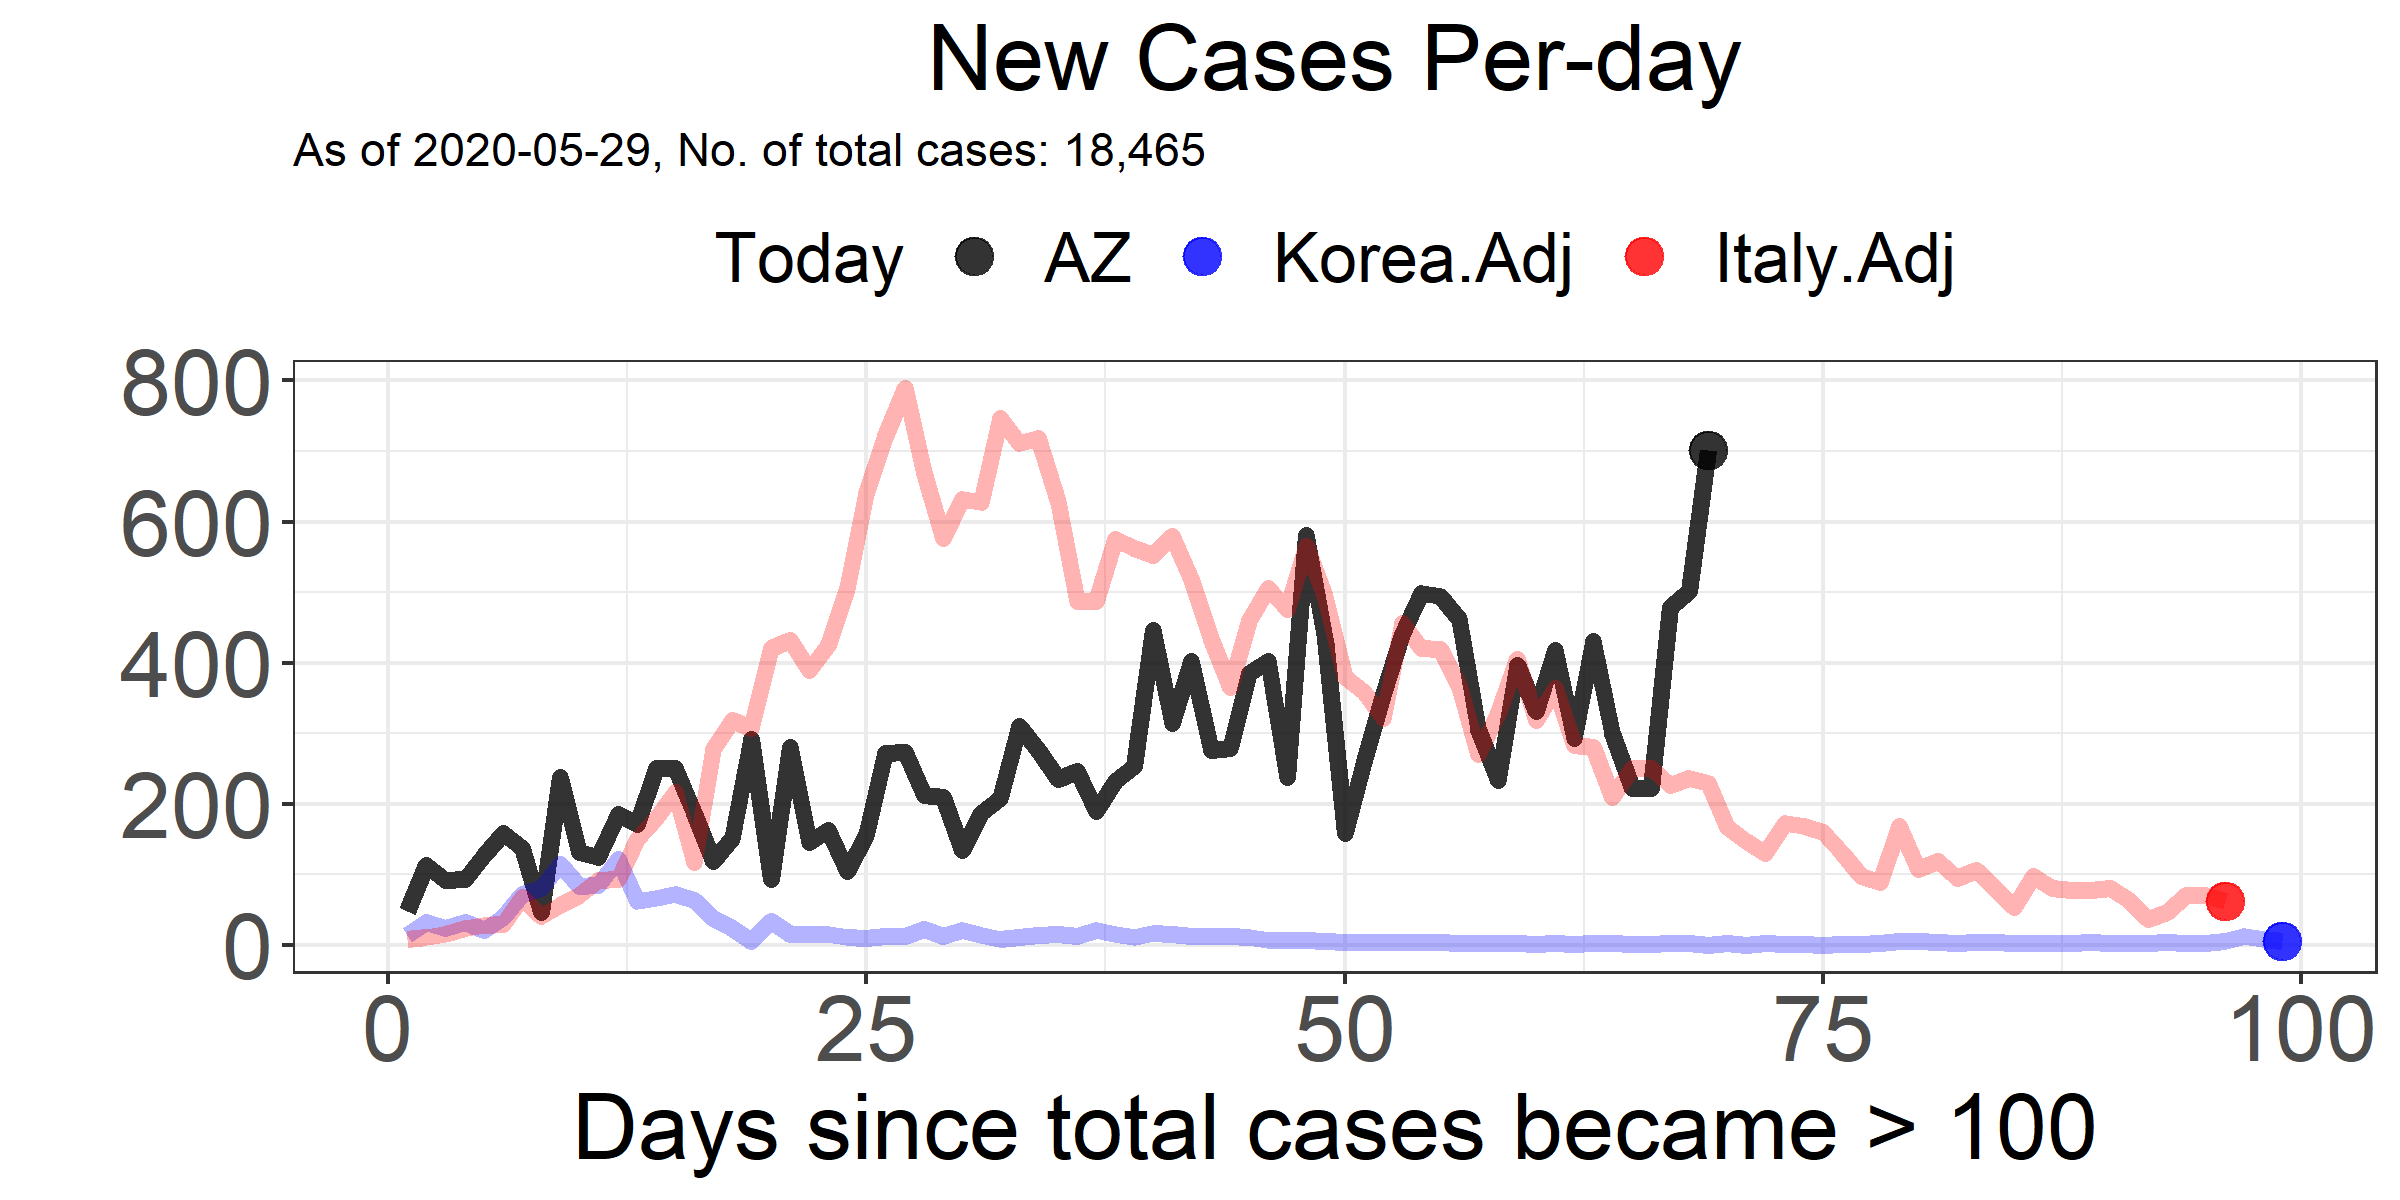 New Cases Per-day
As of 2020-05-29, No. of total cases: 18,465
Today AZ Korea.Adj Italy.Adj
800
600
400
200
0
0 25 50 75 100
Days since total cases became > 100